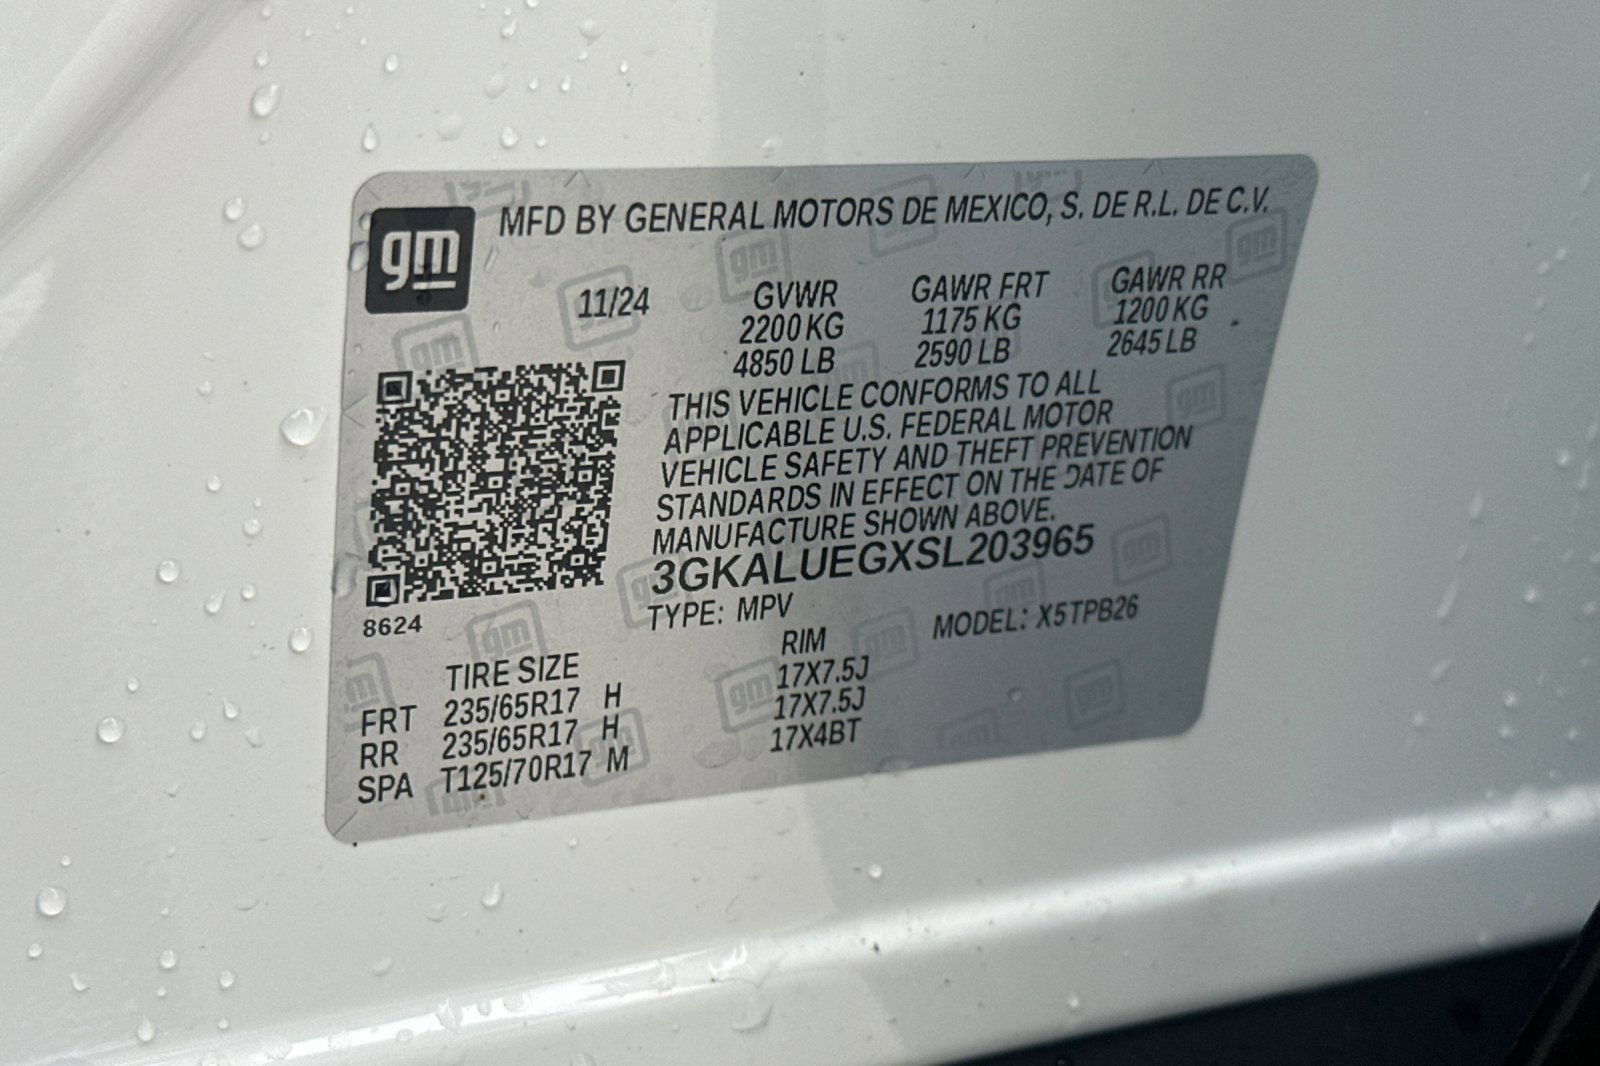 gm
MFD BY GENERAL MOTORS DE MEXICO, S. DE R.L. DE C.V.
11/24 GVWR GAWR FRT GAWR RR
2200 KG 1175 KG 1200 KG
4850 LB 2590 LB 2645 LB
THIS VEHICLE CONFORMS TO ALL
APPLICABLE U.S. FEDERAL MOTOR
VEHICLE SAFETY AND THEFT PREVENTION
STANDARDS IN EFFECT ON THE DATE OF
MANUFACTURE SHOWN ABOVE.
3GKALUEGXSL203965
8624
TYPE: MPV MODEL: X5TPB26
TIRE SIZE RIM
FRT 235/65R17 H 17X7.5J
RR 235/65R17 H 17X7.5J
SPA T125/70R17 M 17X4BT